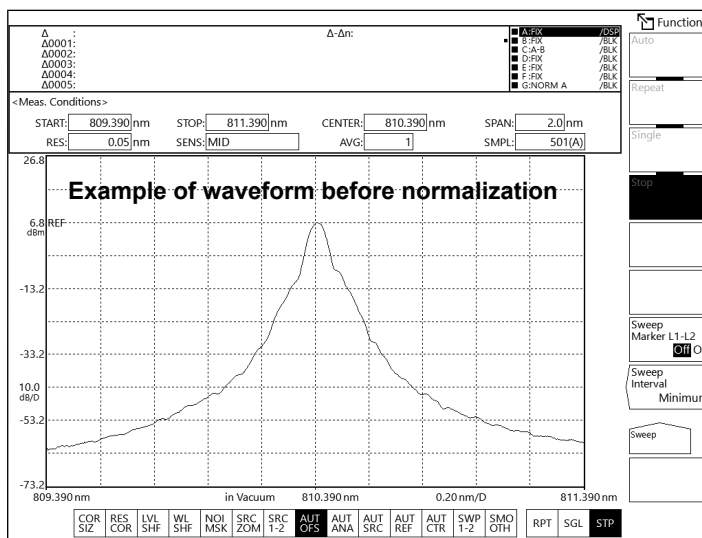 Function
Δ :
Δ0001:
Δ0002:
Δ0003:
Δ0004:
Δ0005:
Δ-Δn:
A:FIX /DSP
B:FIX /BLK
C:A-B /BLK
D:FIX /BLK
E:FIX /BLK
F:FIX /BLK
G:NORM A /BLK
<Meas. Conditions>
START: 809.390 nm STOP: 811.390 nm CENTER: 810.390 nm SPAN: 2.0 nm
RES: 0.05 nm SENS: MID AVG: 1 SMPL: 501(A)
Example of waveform before normalization
26.8
6.8 REF
dBm
-13.2
-33.2
10.0
dB/D
-53.2
-73.2
809.390 nm in Vacuum 810.390 nm 0.20 nm/D 811.390 nm
COR SIZ
RES COR
LVL SHF
WL SHF
NOI MSK
SRC ZOM
SRC 1-2
AUT OFS
AUT ANA
AUT SRC
AUT REF
AUT CTR
SWP 1-2
SMO OTH
RPT
SGL
STP
Auto
Repeat
Single
Stop
Sweep
Marker L1-L2
Off O
Sweep
Interval
Minimu
Sweep